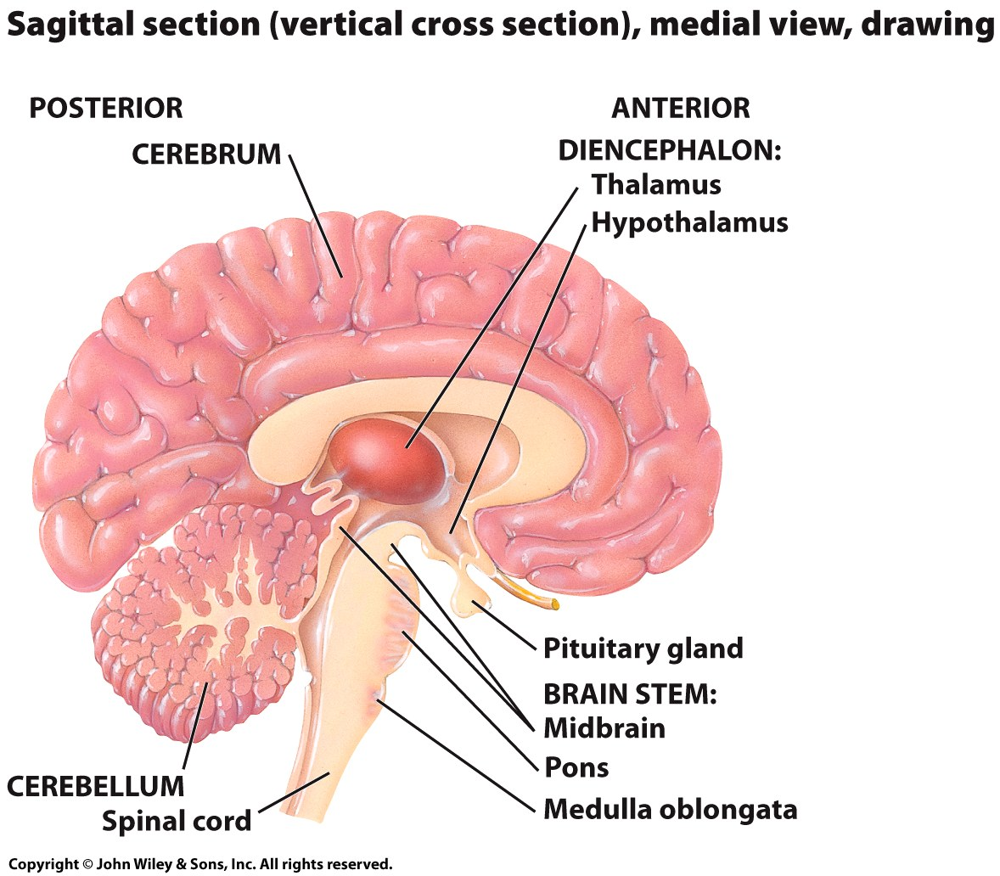 Sagittal section (vertical cross section), medial view, drawing
POSTERIOR
ANTERIOR
CEREBRUM
DIENCEPHALON:
Thalamus
Hypothalamus
Pituitary gland
BRAIN STEM:
Midbrain
Pons
Medulla oblongata
CEREBELLUM
Spinal cord
Copyright © John Wiley & Sons, Inc. All rights reserved.